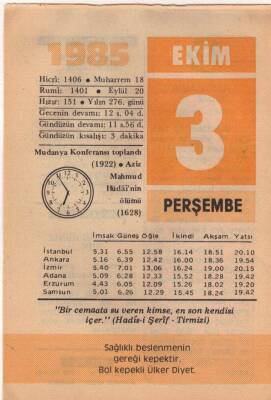 1985
EKİM
3
PERŞEMBE
Hicrî: 1406 • Muharrem 18
Rumî: 1401 • Eylül 20
Hızır: 151 • Yılın 276. günü
Gecenin devamı: 12 s. 04 d.
Gündüzün devamı: 11 s. 56 d.
Gündüzün kısalışı: 3 dakika
Mudanya Konferansı toplandı
(1922) • Aziz
Mahmud
Hüdâî'nin
ölümü
(1628)
İmsak Güneş Öğle İkindi Akşam Yatsı
İstanbul 5.31 6.55 12.58 16.14 18.51 20.10
Ankara 5.16 6.39 12.42 16.00 18.36 19.54
İzmir 5.40 7.01 13.06 16.24 19.00 20.15
Adana 5.09 6.28 12.33 15.52 18.28 19.42
Erzurum 4.43 6.05 12.09 15.26 18.02 19.20
Samsun 5.01 6.26 12.29 15.45 18.24 19.42
"Bir cemaata su veren kimse, en son kendisi
içer." (Hadîs-i Şerîf - Tirmizi)
Sağlıklı beslenmenin
gereği kepektir.
Bol kepekli Ülker Diyet.